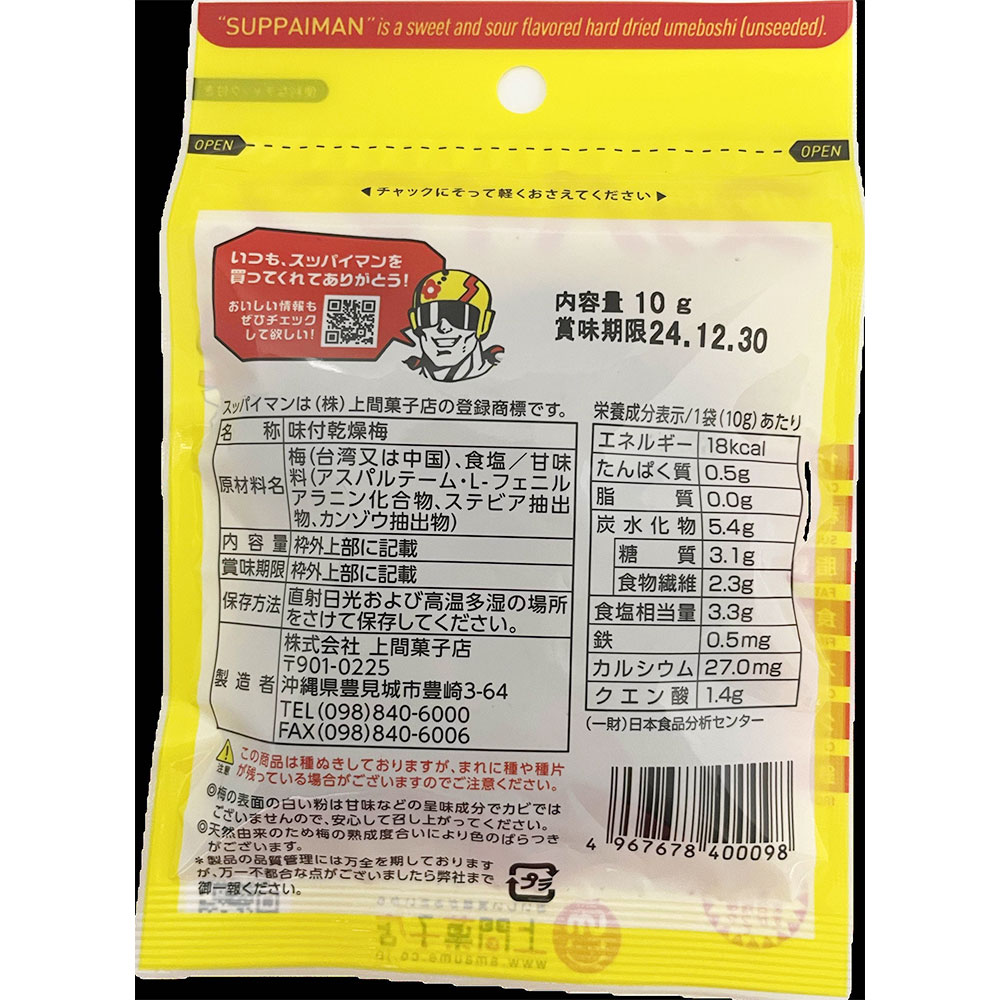 "SUPPAIMAN" is a sweet and sour flavored hard dried umeboshi (unseeded).
OPEN
OPEN
◀ チャックにそって軽くおさえてください ▶
いつも、スッパイマンを
買ってくれてありがとう!
おいしい情報も
ぜひチェック
して欲しい!
内容量 10 g
賞味期限24.12.30
スッパイマンは(株)上間菓子店の登録商標です。
名称 味付乾燥梅
原材料名 梅(台湾又は中国)、食塩/甘味
料(アスパルテーム・L-フェニル
アラニン化合物、ステビア抽出
物、カンゾウ抽出物)
内容量 枠外上部に記載
賞味期限 枠外上部に記載
保存方法 直射日光および高温多湿の場所
をさけて保存してください。
製造者 株式会社 上間菓子店
〒901-0225
沖縄県豊見城市豊崎3-64
TEL(098)840-6000
FAX(098)840-6006
栄養成分表示/1袋(10g)あたり
エネルギー 18kcal
たんぱく質 0.5g
脂質 0.0g
炭水化物 5.4g
糖質 3.1g
食物繊維 2.3g
食塩相当量 3.3g
鉄 0.5mg
カルシウム 27.0mg
クエン酸 1.4g
(一財)日本食品分析センター
注意 この商品は種ぬきしておりますが、まれに種や種片
が残っている場合がございますのでご注意ください。
◎梅の表面の白い粉は甘味などの呈味成分でカビでは
ございませんので、安心して召し上がってください。
◎天然由来のため梅の熟成度合いにより色のばらつき
がございます。
*製品の品質管理には万全を期しております
が、万一不都合な点がございましたら弊社まで
御一報ください。
プラ
4 967678 400098
上間菓子店
www.amaume.co.jp